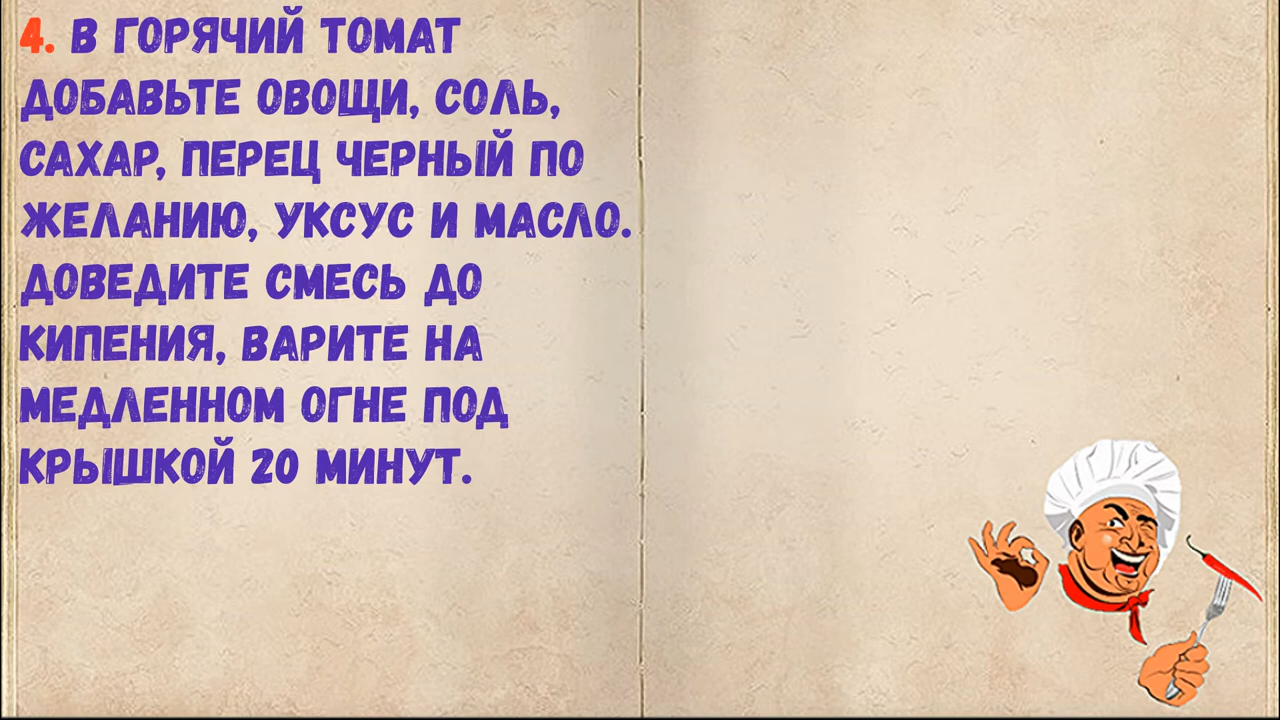 4. В ГОРЯЧИЙ ТОМАТ
ДОБАВЬТЕ ОВОЩИ, СОЛЬ,
САХАР, ПЕРЕЦ ЧЕРНЫЙ ПО
ЖЕЛАНИЮ, УКСУС И МАСЛО.
ДОВЕДИТЕ СМЕСЬ ДО
КИПЕНИЯ, ВАРИТЕ НА
МЕДЛЕННОМ ОГНЕ ПОД
КРЫШКОЙ 20 МИНУТ.